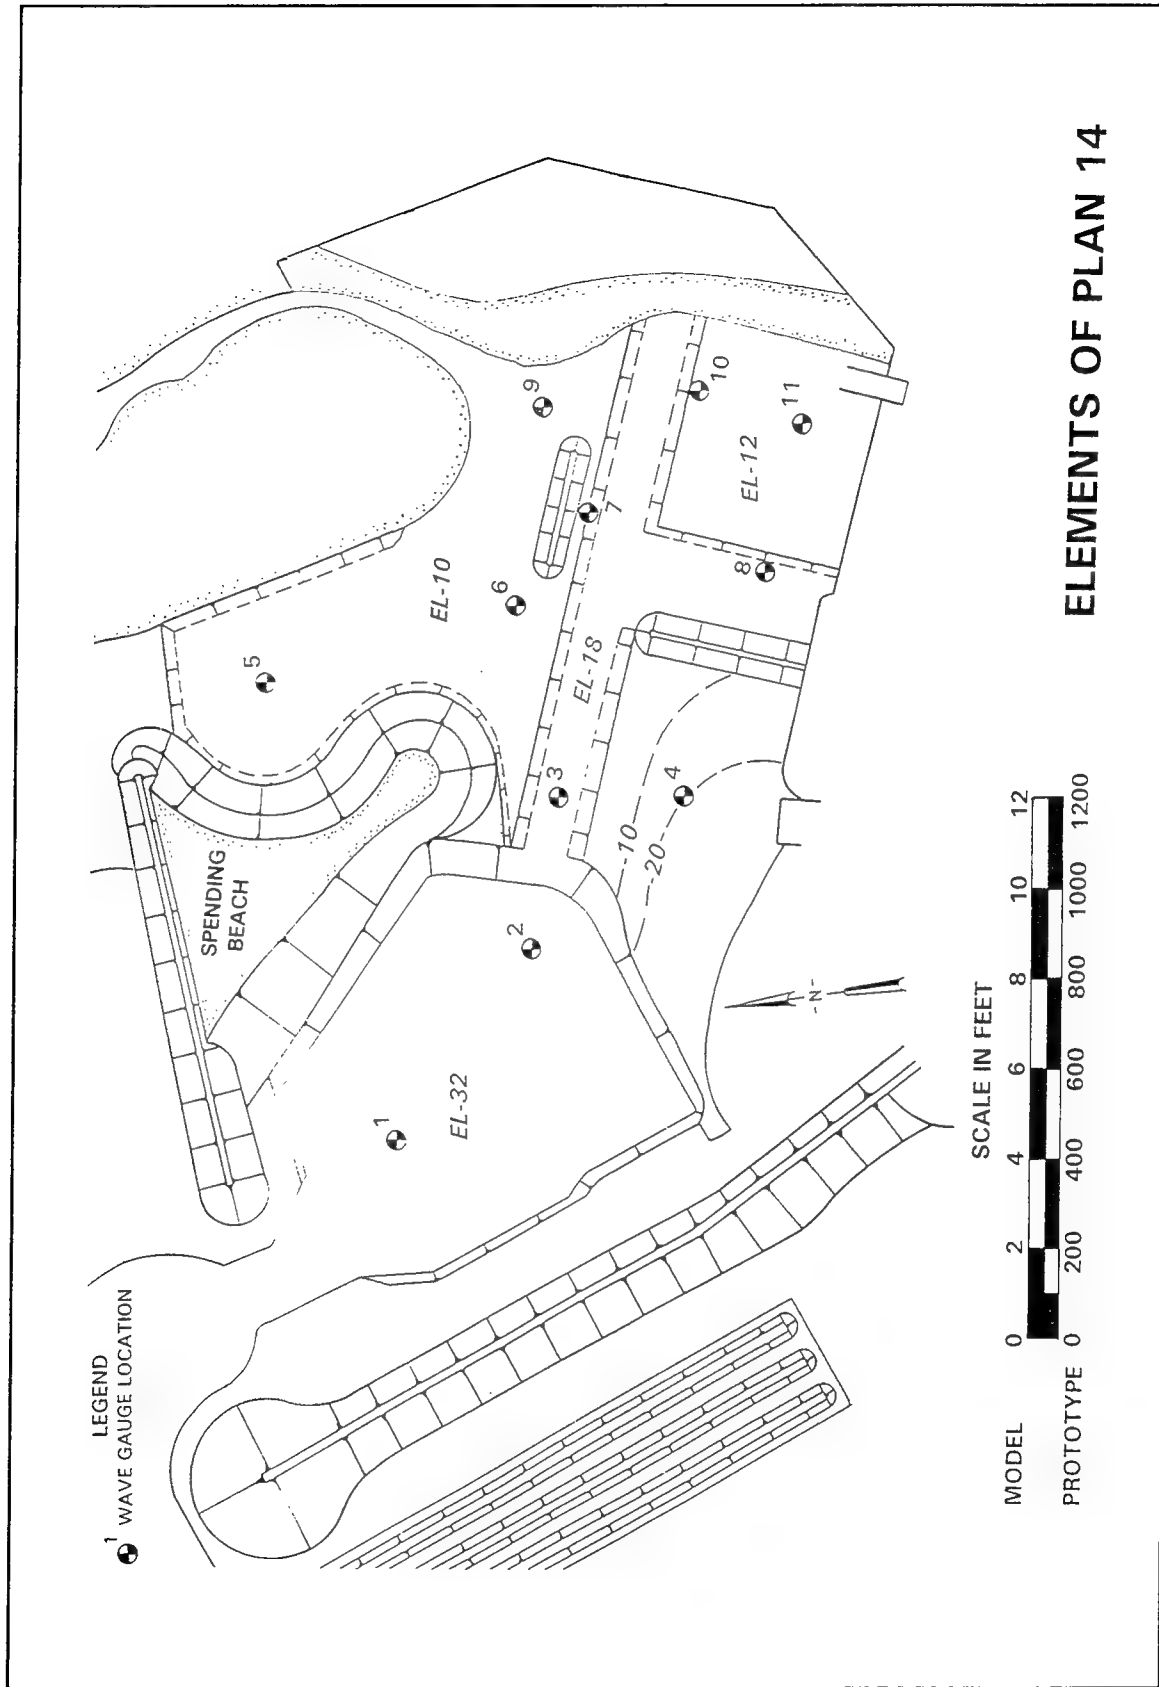 LEGEND
1 WAVE GAUGE LOCATION
SPENDING
BEACH
5
9
EL-10
6
10
11
EL-12
7
8
EL-18
3
4
-10
-20
2
1
EL-32
-N-
SCALE IN FEET
MODEL 0 2 4 6 8 10 12
PROTOTYPE 0 200 400 600 800 1000 1200
ELEMENTS OF PLAN 14